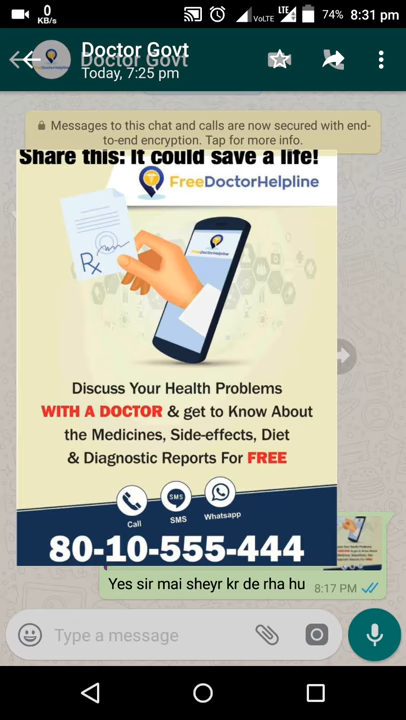 0
KB/s
VoLTE
LTE
74%
8:31 pm
Doctor Govt
Today, 7:25 pm
Messages to this chat and calls are now secured with end-
to-end encryption. Tap for more info.
Share this: It could save a life!
FreeDoctorHelpline
FreeDoctorHelpline
Rx
Discuss Your Health Problems
WITH A DOCTOR & get to Know About
the Medicines, Side-effects, Diet
& Diagnostic Reports For FREE
SMS
Call
SMS
Whatsapp
80-10-555-444
Yes sir mai sheyr kr de rha hu
8:17 PM
Type a message